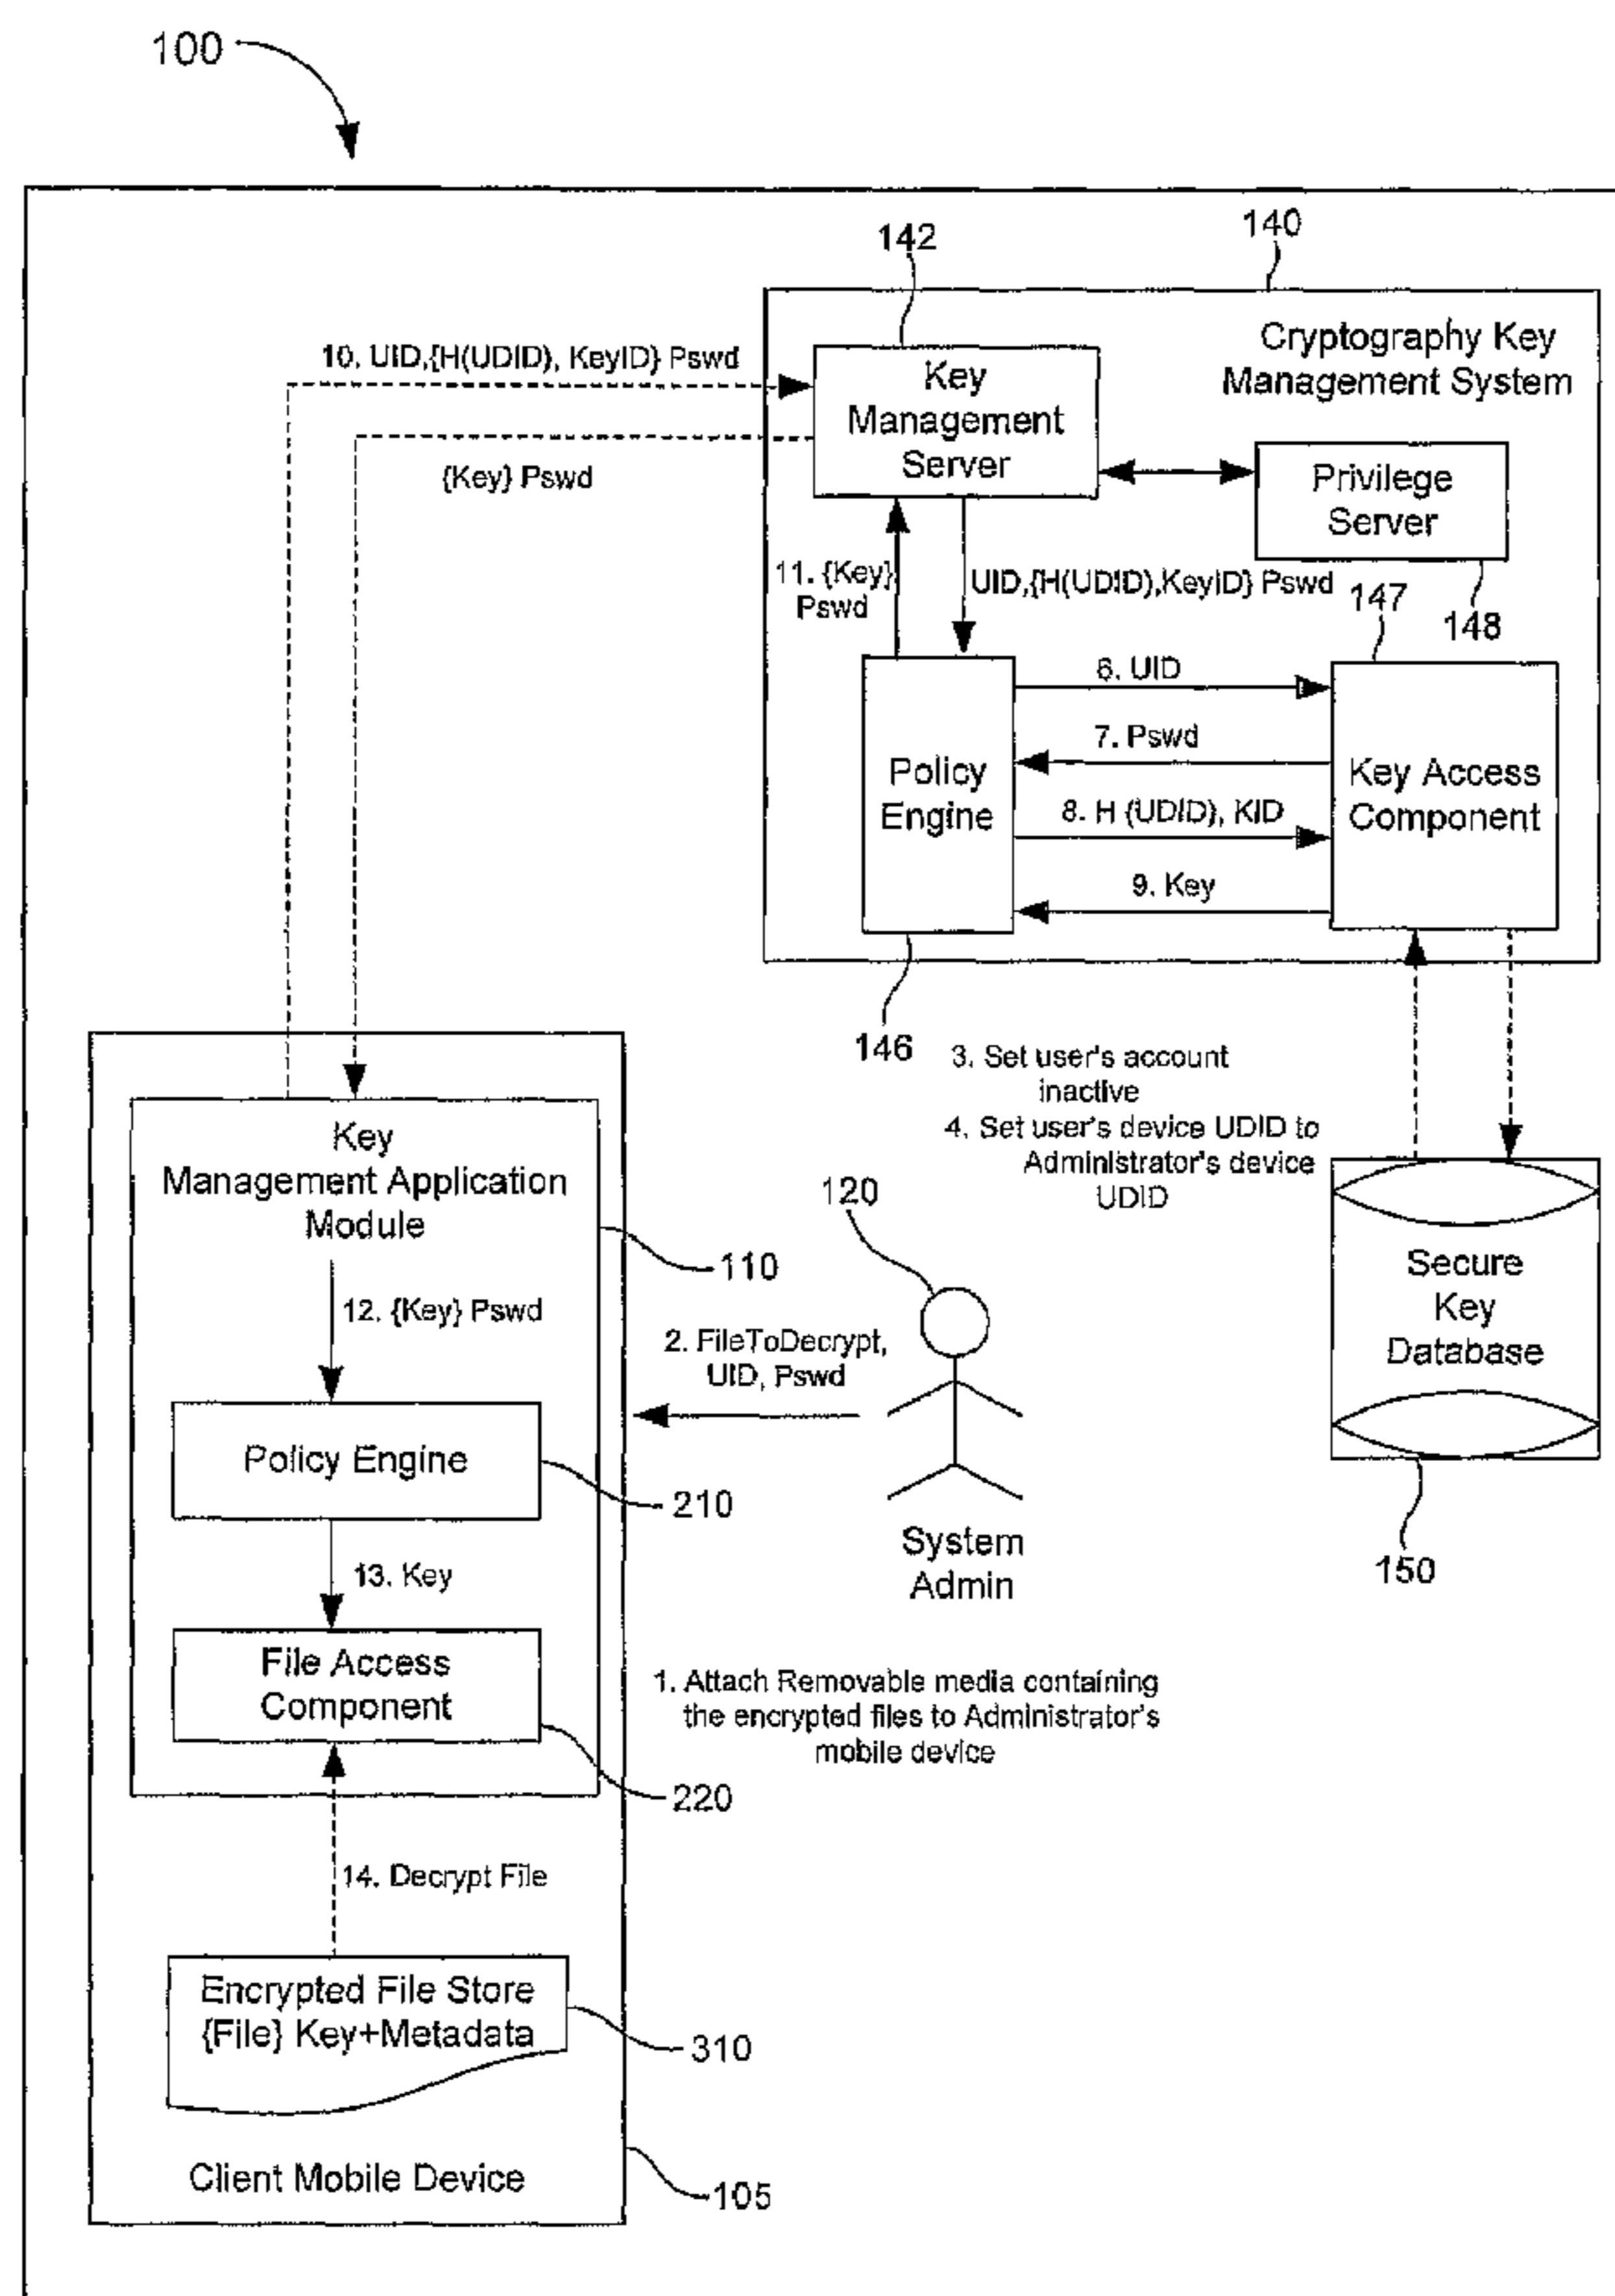 100
140
142
Cryptography Key
Management System
Key
Management
Server
10. UID,{H(UDID), KeyID} Pswd
{Key} Pswd
Privilege
Server
148
11. {Key}
Pswd
UID,{H(UDID),KeyID} Pswd
147
6. UID
7. Pswd
8. H (UDID), KID
9. Key
Policy
Engine
Key Access
Component
146
3. Set user's account
inactive
4. Set user's device UDID to
Administrator's device
UDID
Key
Management Application
Module
110
12. {Key} Pswd
120
2. FileToDecrypt,
UID, Pswd
Secure
Key
Database
Policy Engine
210
System
Admin
150
13. Key
File Access
Component
220
1. Attach Removable media containing
the encrypted files to Administrator's
mobile device
14. Decrypt File
Encrypted File Store
{File} Key+Metadata
310
Client Mobile Device
105